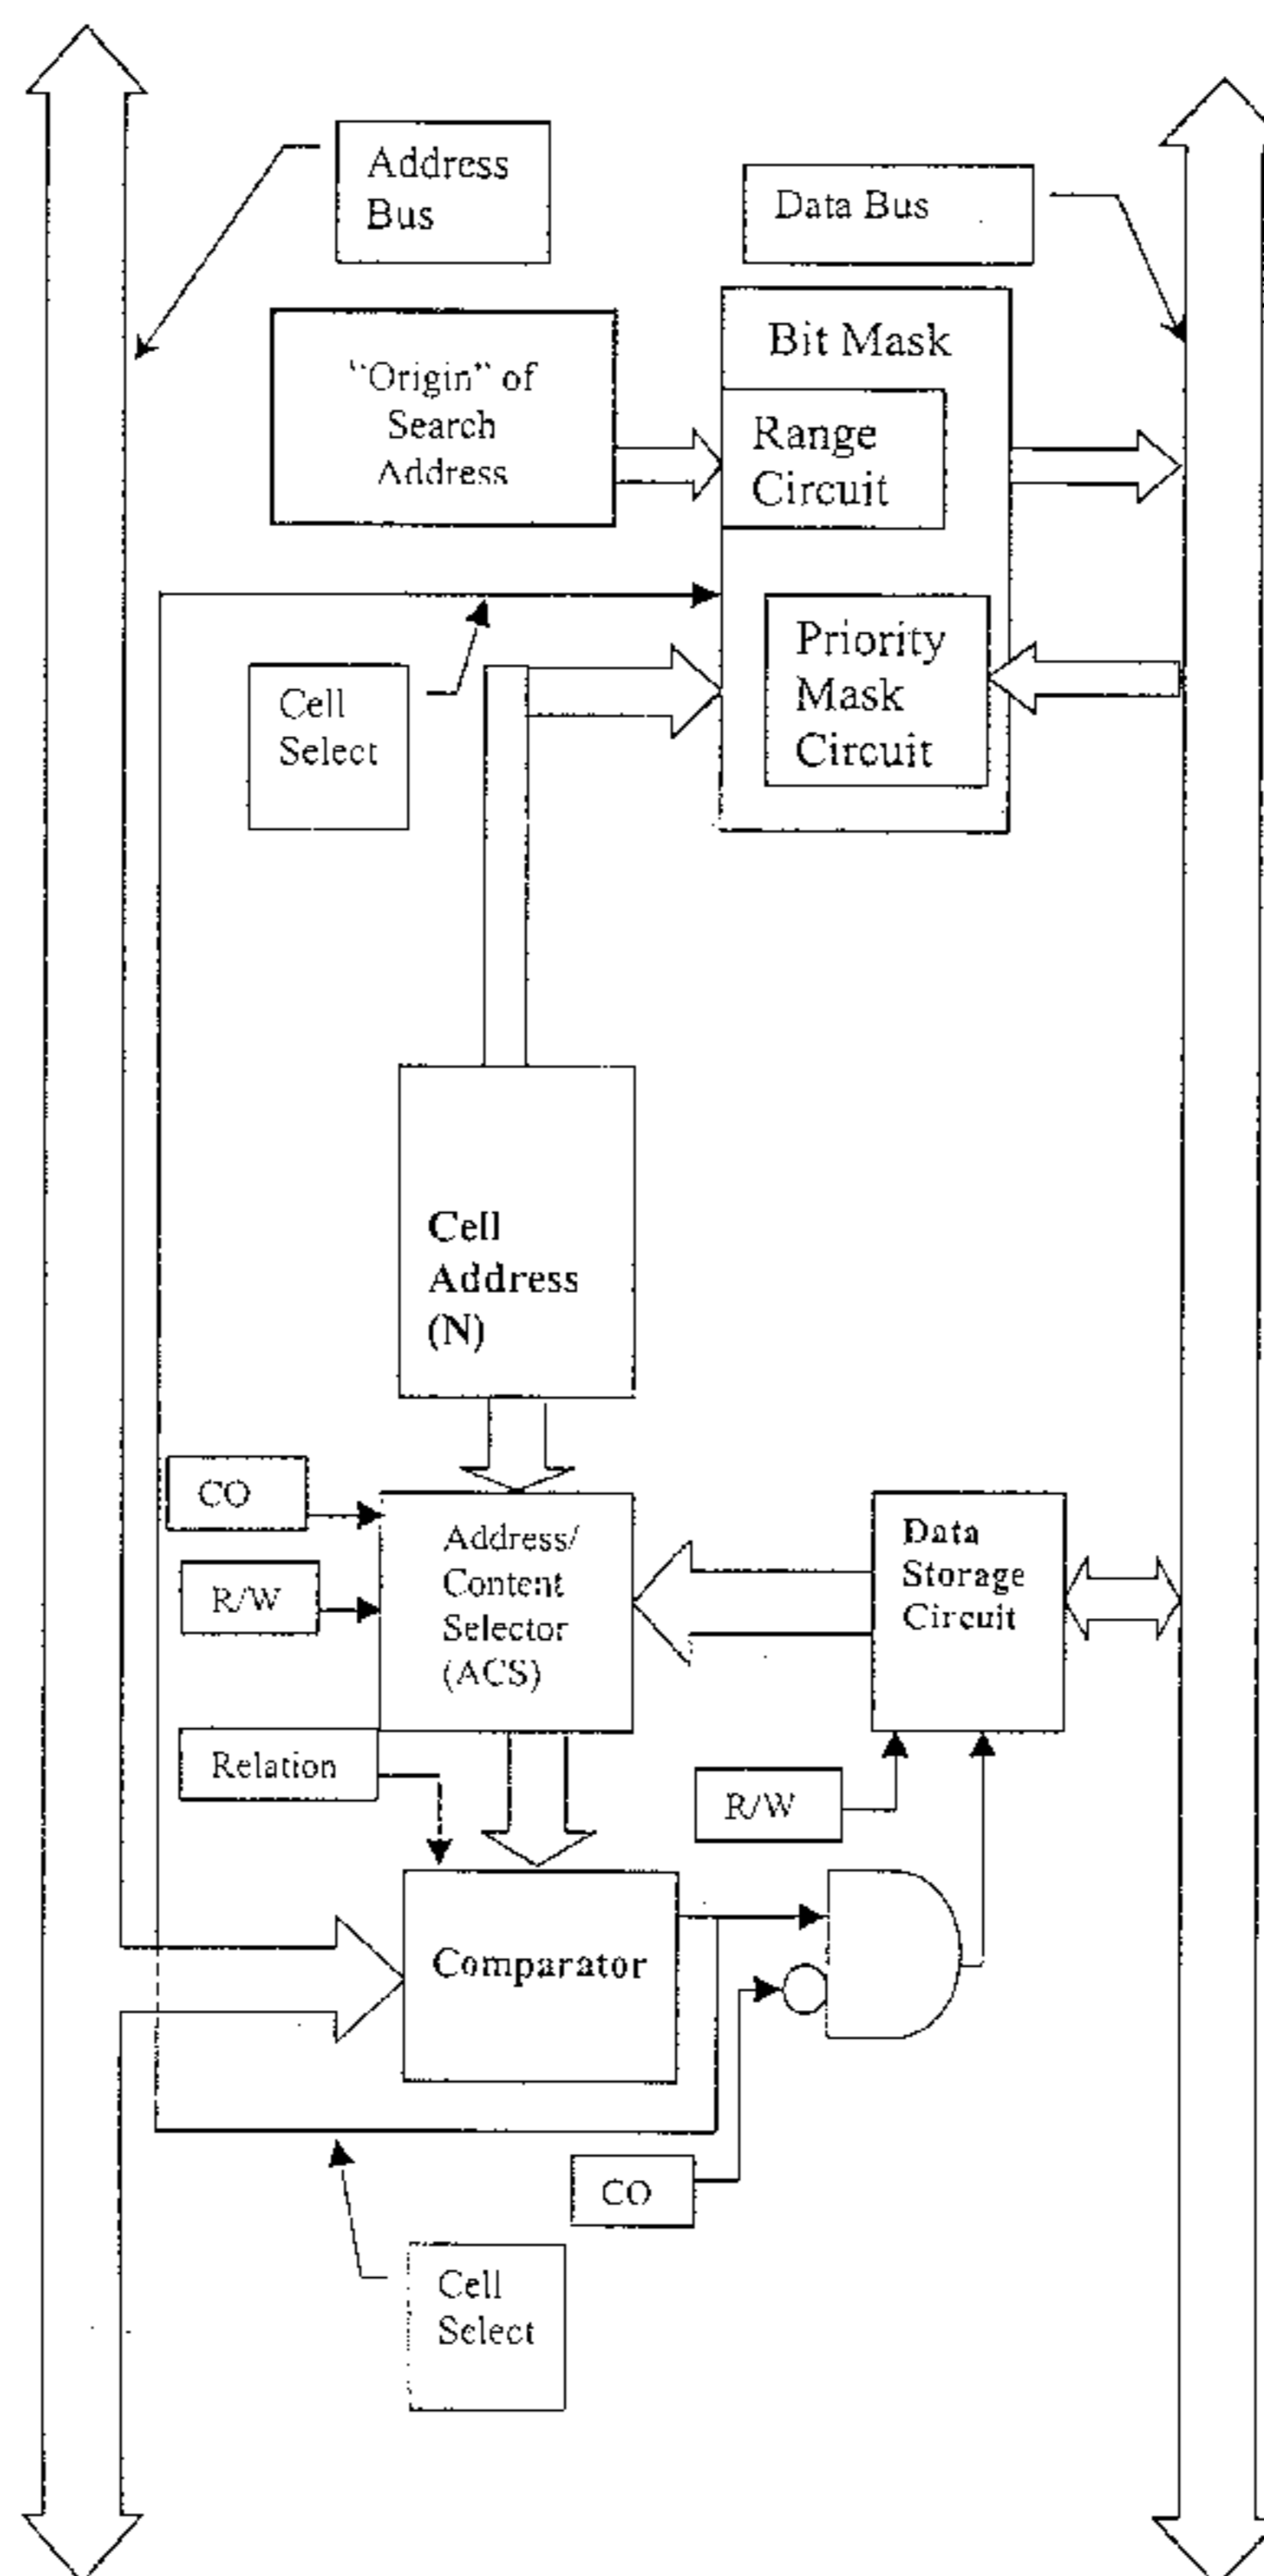 Address
Bus
Data Bus
"Origin" of
Search
Address
Bit Mask
Range
Circuit
Cell
Select
Priority
Mask
Circuit
Cell
Address
(N)
CO
R/W
Address/
Content
Selector
(ACS)
Data
Storage
Circuit
Relation
R/W
Comparator
CO
Cell
Select